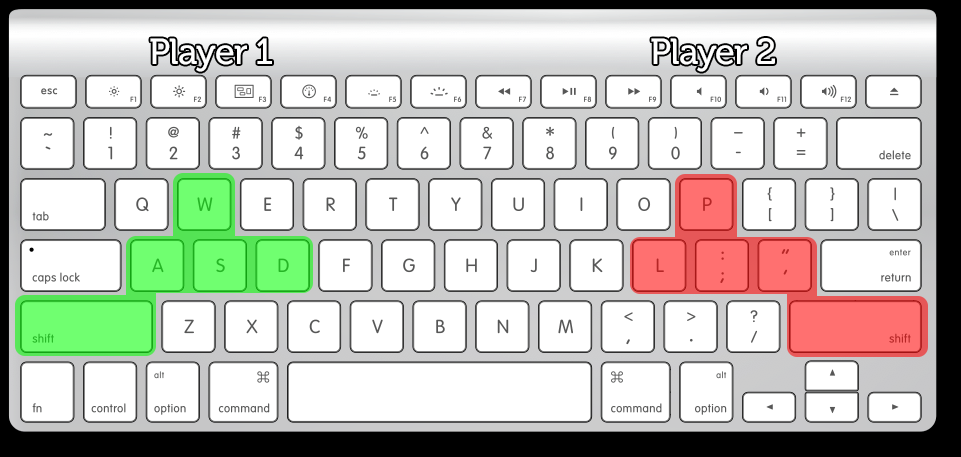 Player 1 Player 2
esc F1 F2 F3 F4 F5 F6 F7 F8 F9 F10 F11 F12
~ ! @ # $ % ^ & * ( ) – +
` 1 2 3 4 5 6 7 8 9 0 - = delete
tab Q W E R T Y U I O P { [ } ] | \
caps lock A S D F G H J K L : ; “ ‘ enter return
shift Z X C V B N M < , > . ? / shift
fn control alt option ⌘ command ⌘ command alt option ◄ ▲ ▼ ►